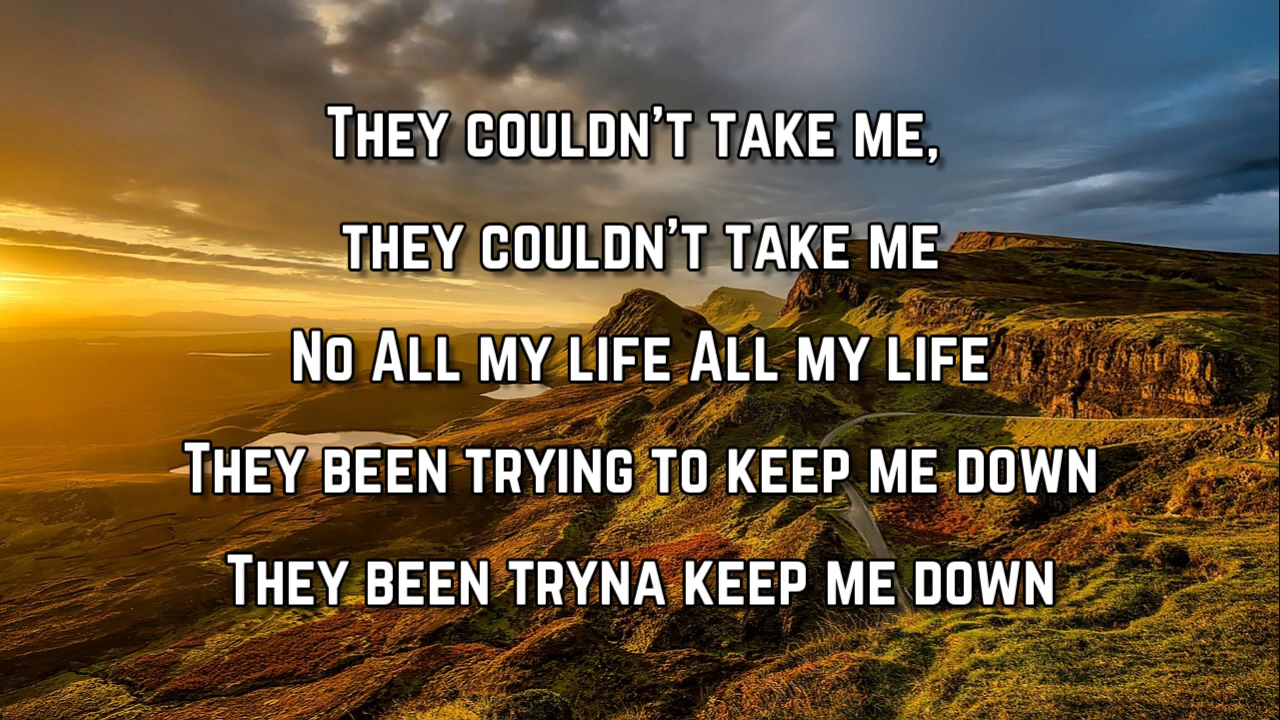 They couldn't take me,
they couldn't take me
No All my life All my life
They been trying to keep me down
They been tryna keep me down